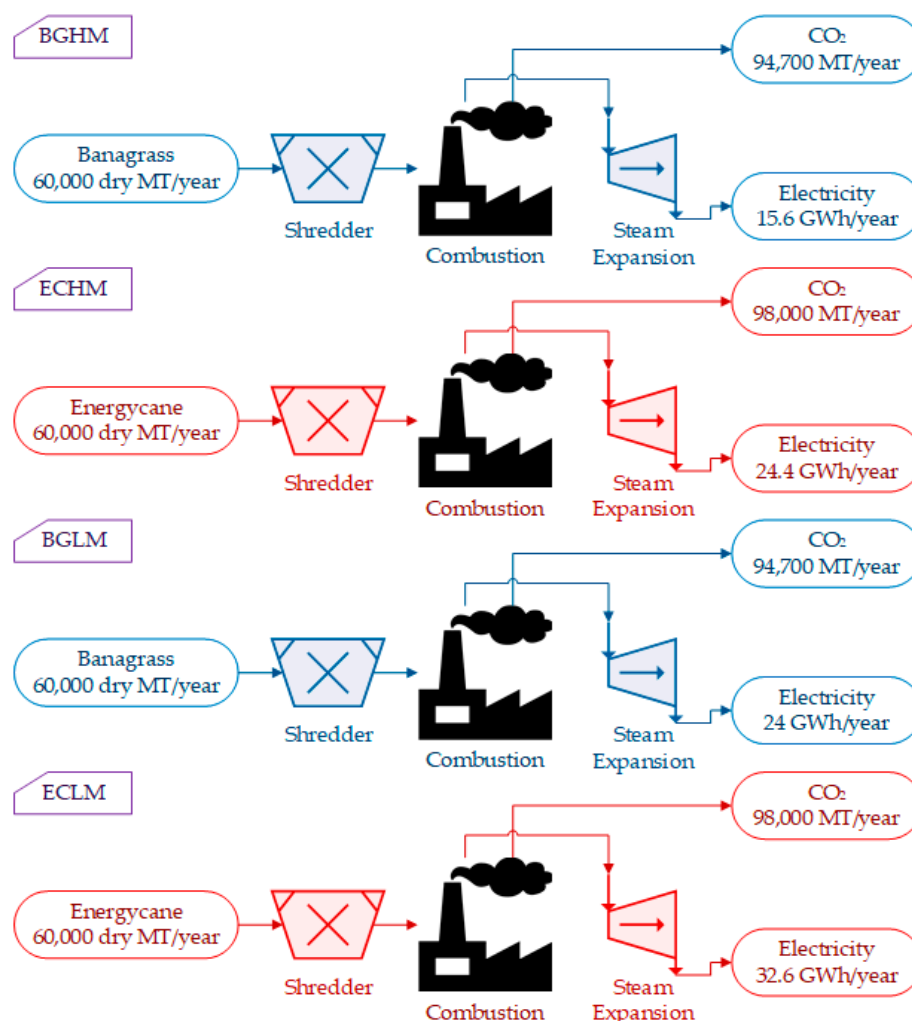 BGHM
CO₂
94,700 MT/year
Banagrass
60,000 dry MT/year
Shredder
Combustion
Steam
Expansion
Electricity
15.6 GWh/year
ECHM
CO₂
98,000 MT/year
Energycane
60,000 dry MT/year
Shredder
Combustion
Steam
Expansion
Electricity
24.4 GWh/year
BGLM
CO₂
94,700 MT/year
Banagrass
60,000 dry MT/year
Shredder
Combustion
Steam
Expansion
Electricity
24 GWh/year
ECLM
CO₂
98,000 MT/year
Energycane
60,000 dry MT/year
Shredder
Combustion
Steam
Expansion
Electricity
32.6 GWh/year